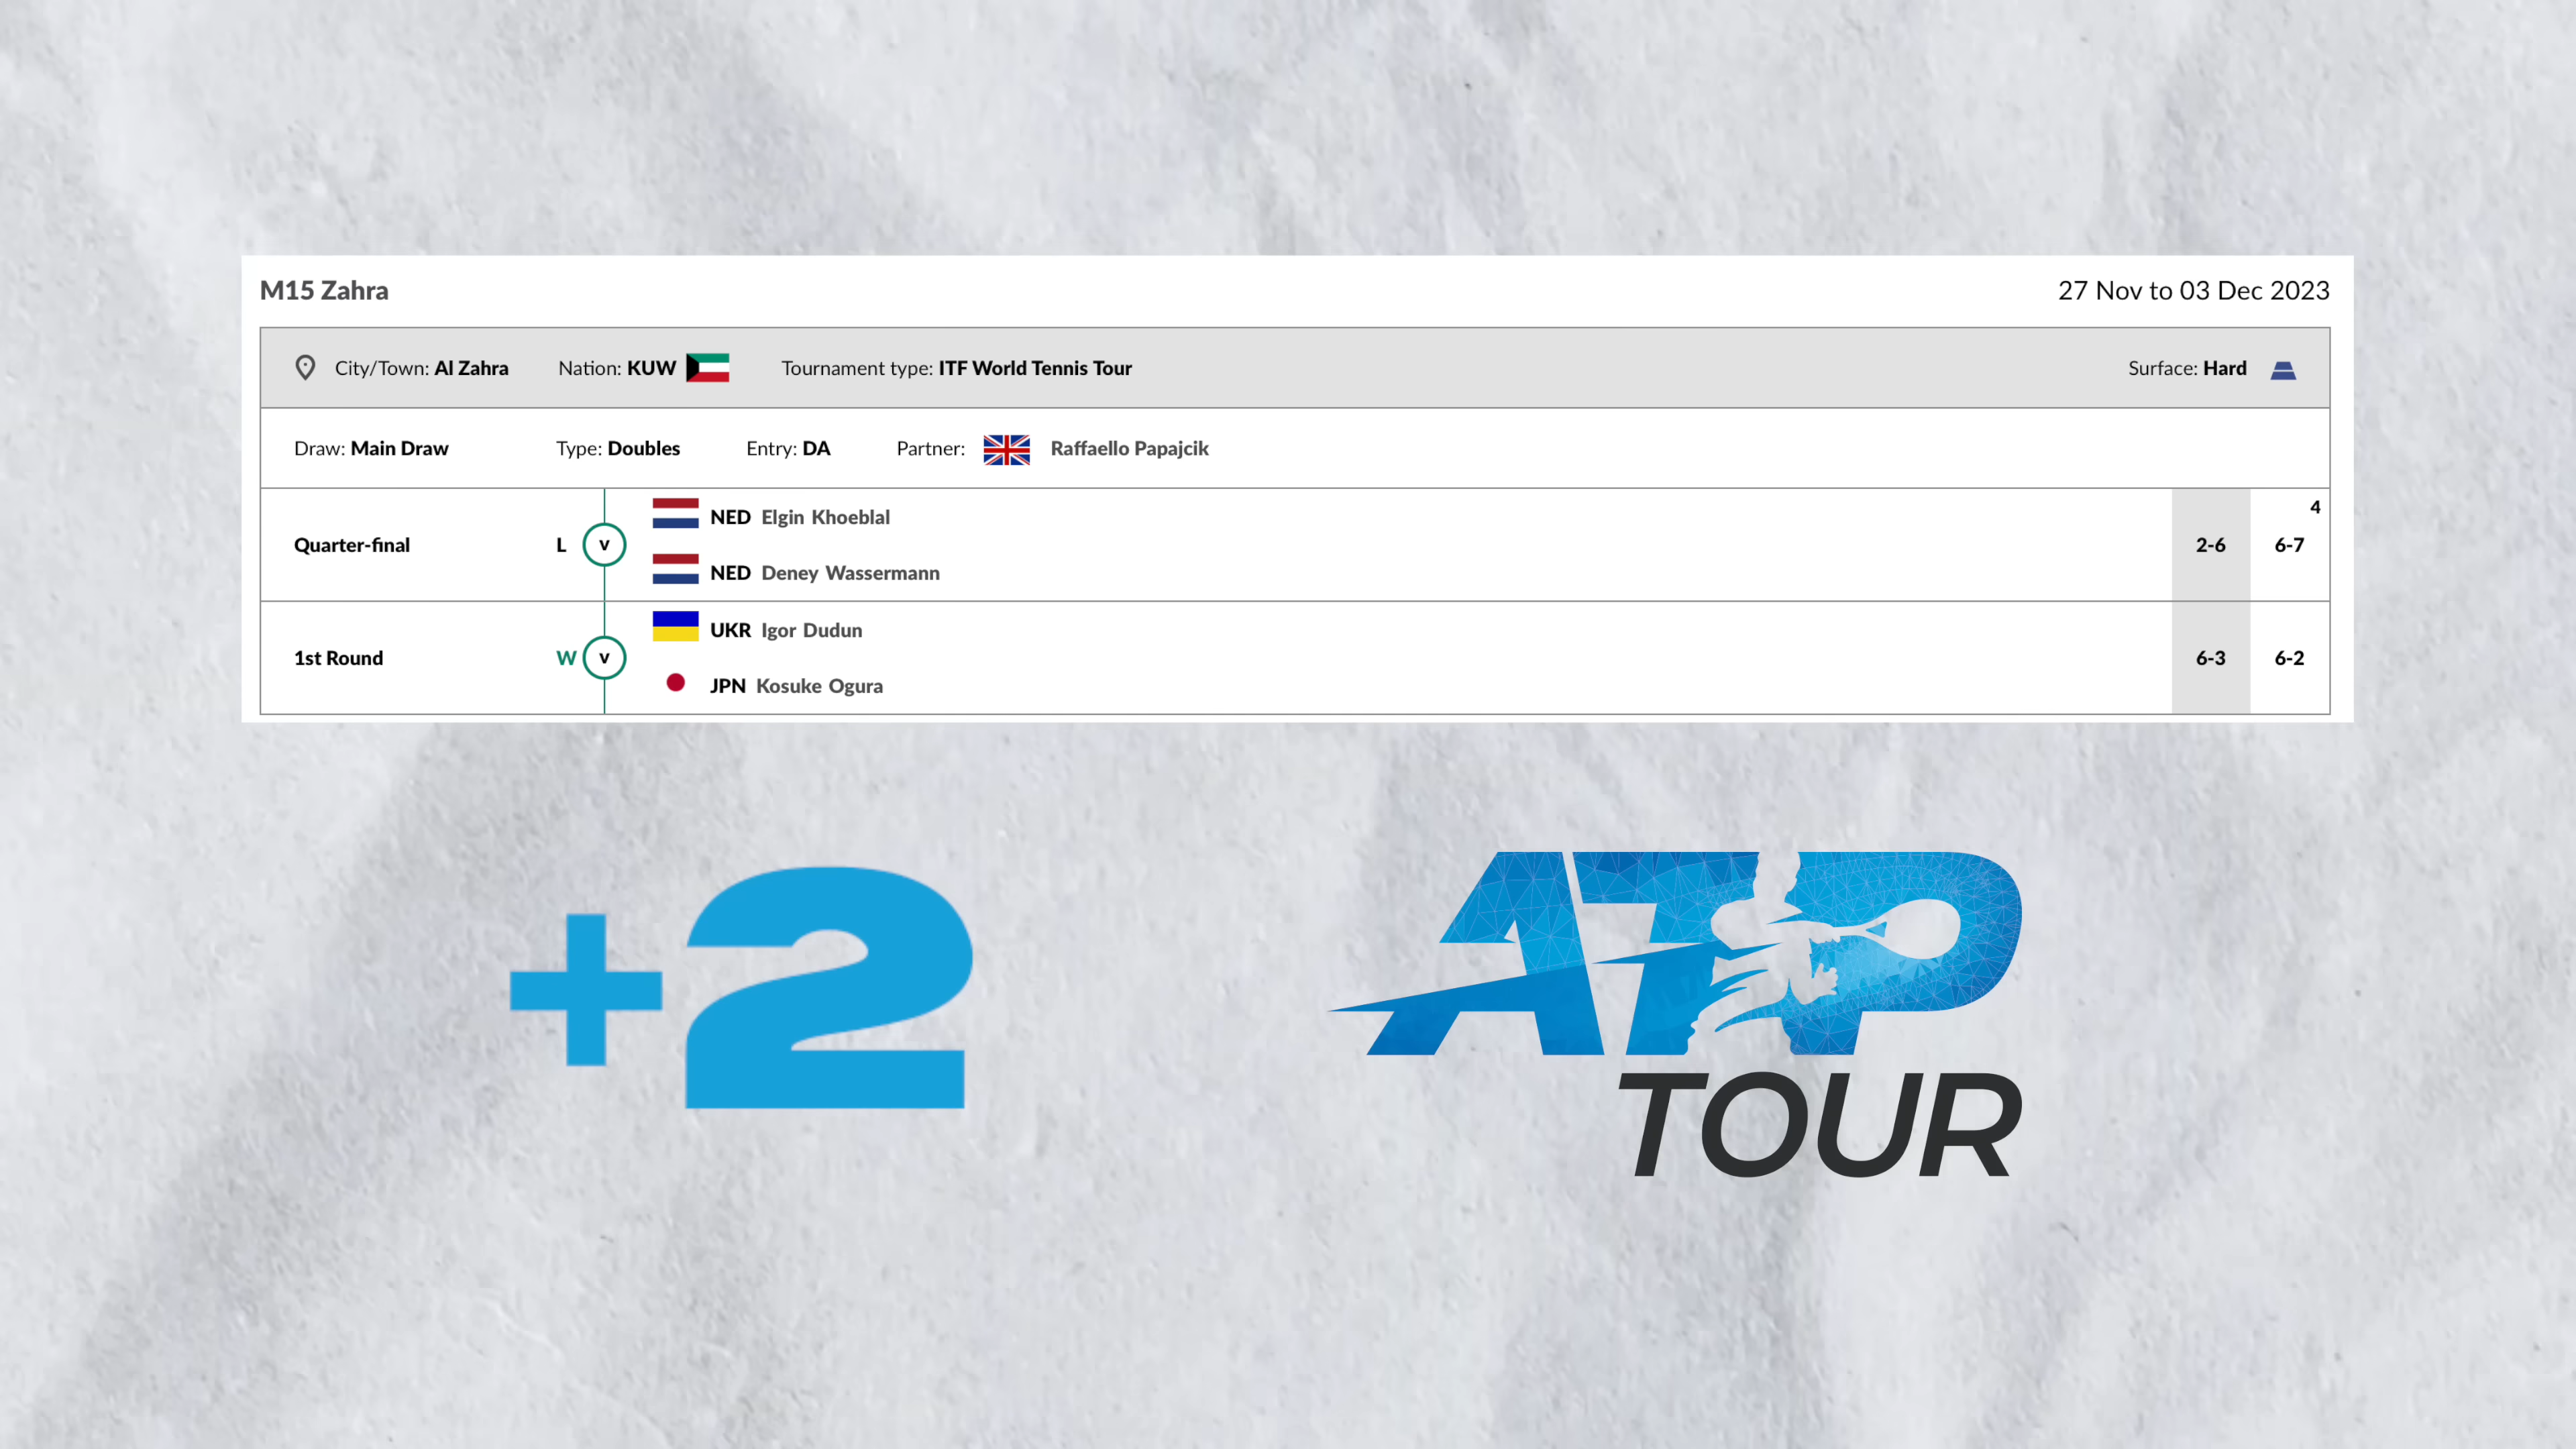 M15 Zahra 27 Nov to 03 Dec 2023
City/Town: Al Zahra Nation: KUW Tournament type: ITF World Tennis Tour Surface: Hard
Draw: Main Draw Type: Doubles Entry: DA Partner: Raffaello Papajcik
NED Elgin Khoeblal 4
Quarter-final L v 2-6 6-7
NED Deney Wassermann
UKR Igor Dudun
1st Round W v 6-3 6-2
JPN Kosuke Ogura
+2
ATP
TOUR